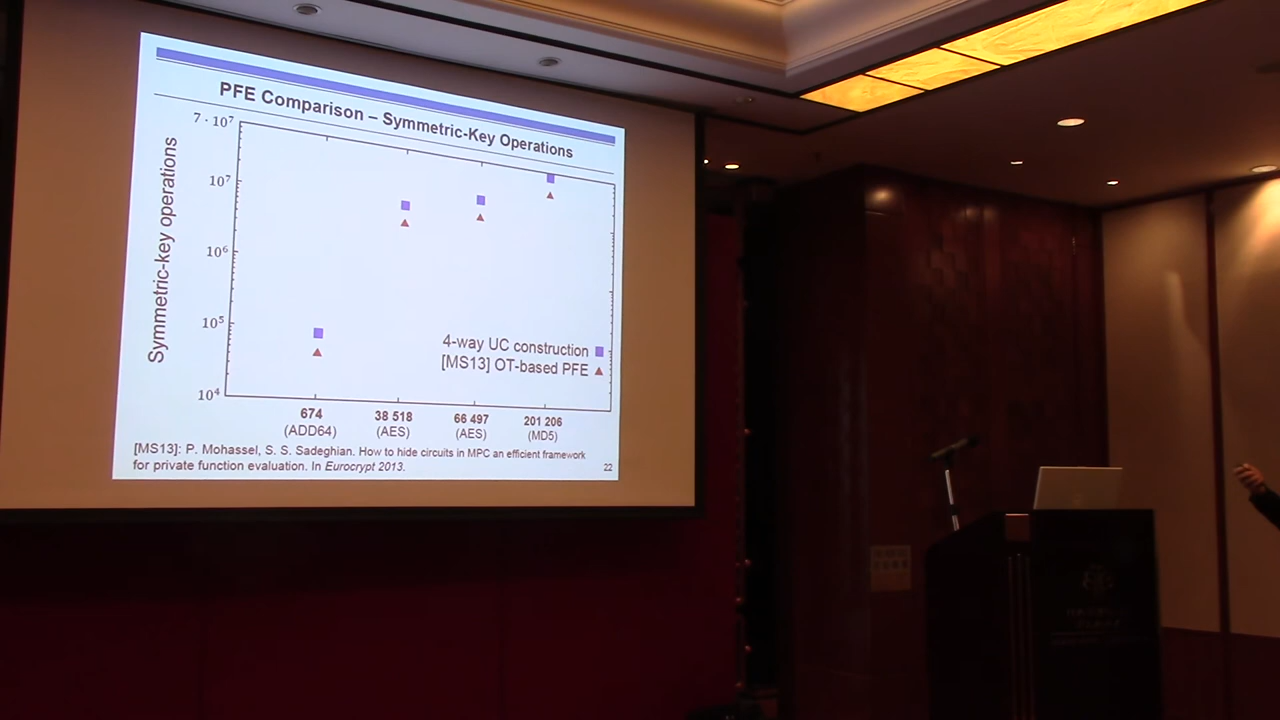 PFE Comparison – Symmetric-Key Operations
Symmetric-key operations
7 · 10⁷
10⁷
10⁶
10⁵
10⁴
4-way UC construction
[MS13] OT-based PFE
674 38 518 66 497 201 206
(ADD64) (AES) (AES) (MD5)
[MS13]: P. Mohassel, S. S. Sadeghian. How to hide circuits in MPC an efficient framework
for private function evaluation. In Eurocrypt 2013.
22